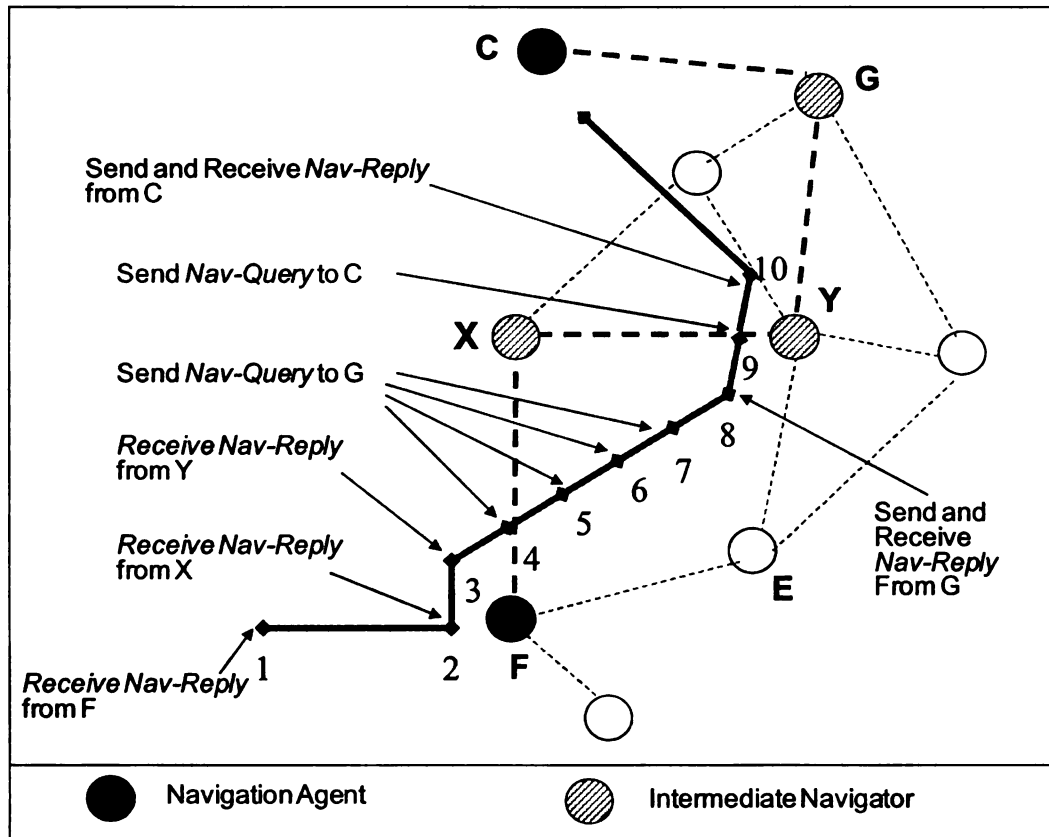 C
G
Send and Receive Nav-Reply
from C
Send Nav-Query to C
10
Y
X
Send Nav-Query to G
9
Receive Nav-Reply
from Y
8
7
6
5
Send and
Receive
Nav-Reply
From G
Receive Nav-Reply
from X
4
3
E
1
2
F
Receive Nav-Reply
from F
Navigation Agent
Intermediate Navigator